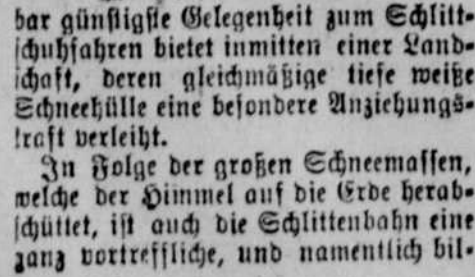 bar günstigste Gelegenheit zum Schlitt-
schuhfahren bietet inmitten einer Land-
schaft, deren gleichmäßige tiefe weiße
Schneehülle eine besondere Anziehungs-
kraft verleiht.
In Folge der großen Schneemassen,
welche der Himmel auf die Erde herab-
schüttet, ist auch die Schlittenbahn eine
ganz vortreffliche, und namentlich bil-